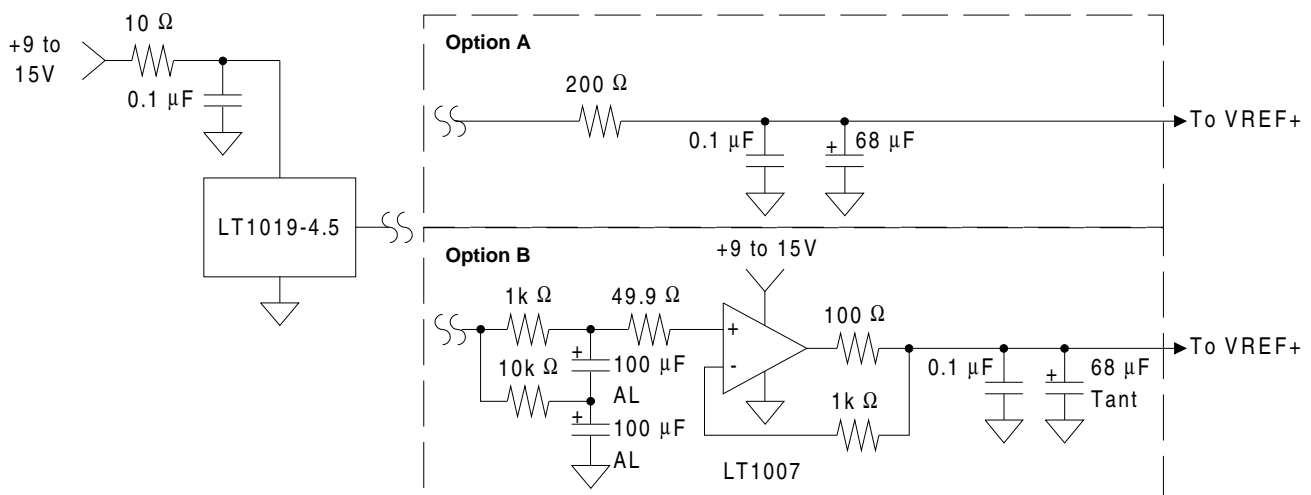 +9 to
15V
10 Ω
0.1 μF
LT1019-4.5
Option A
200 Ω
0.1 μF
+
68 μF
To VREF+
Option B
+9 to 15V
1k Ω
49.9 Ω
+
-
100 Ω
10k Ω
+
100 μF
AL
+
100 μF
AL
1k Ω
LT1007
0.1 μF
+
68 μF
Tant
To VREF+